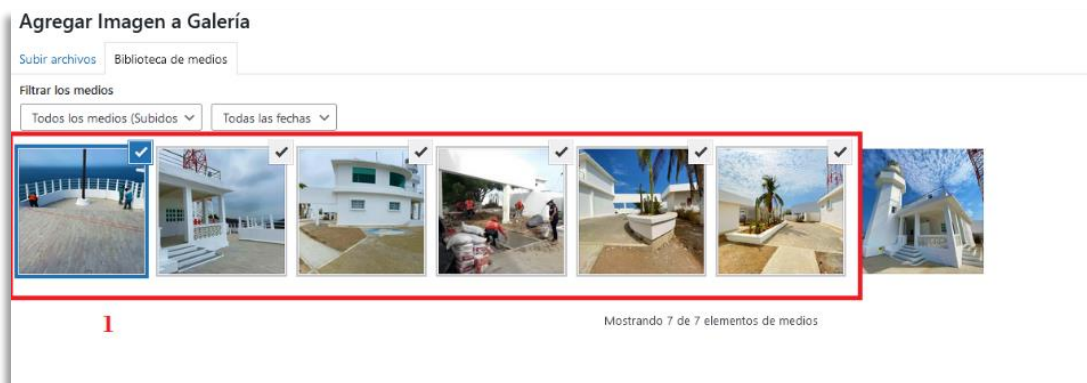 Agregar Imagen a Galería
Subir archivos Biblioteca de medios
Filtrar los medios
Todos los medios (Subidos Todas las fechas
1
Mostrando 7 de 7 elementos de medios